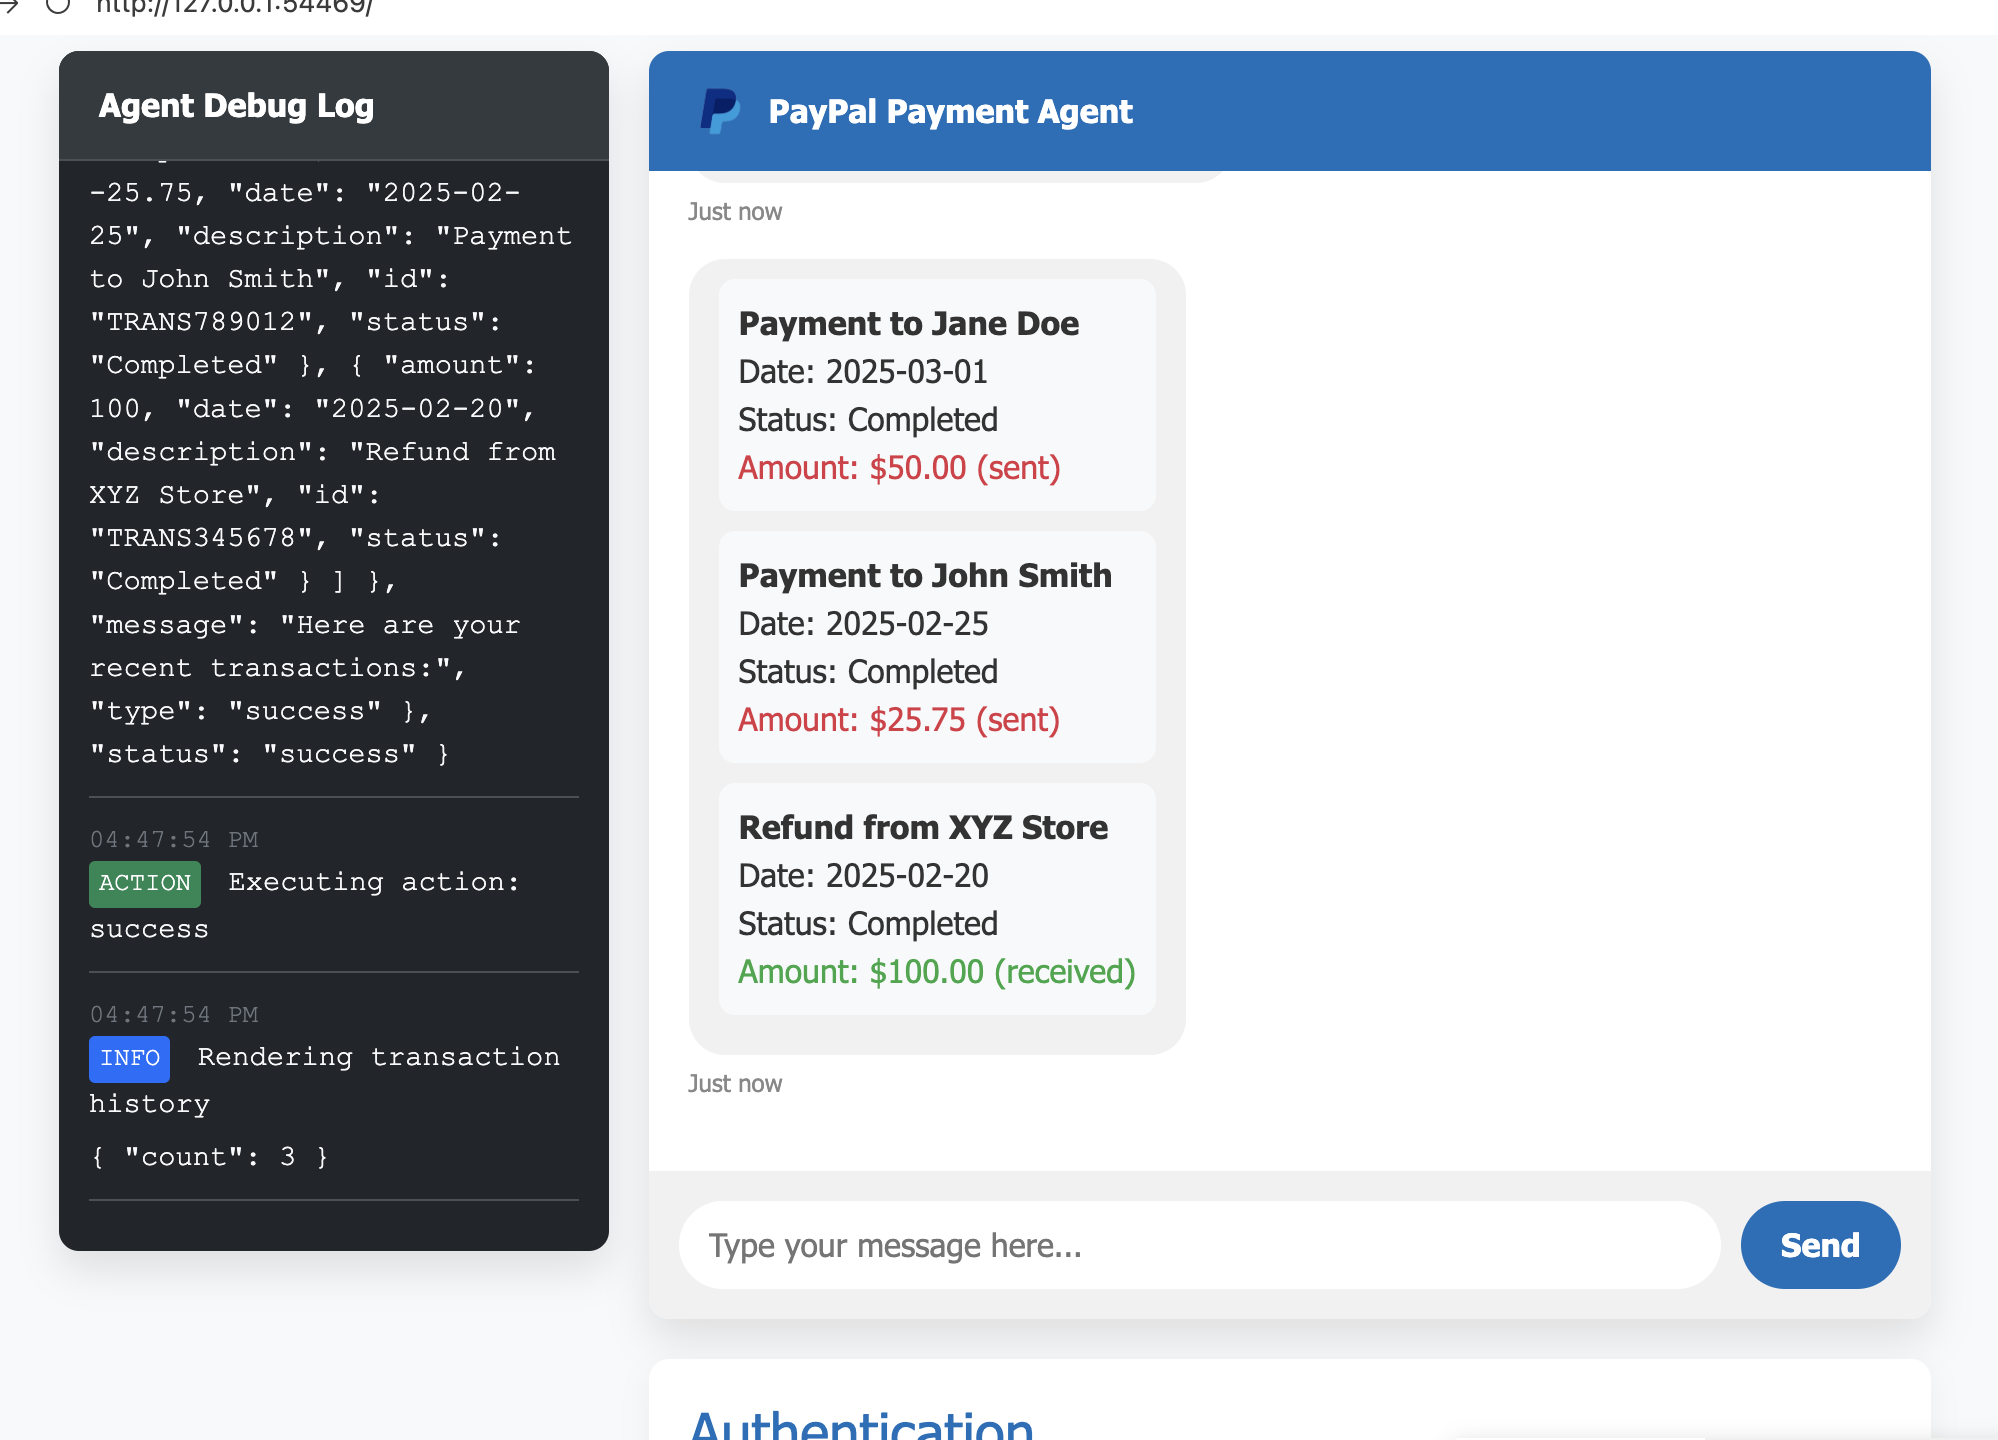 http://127.0.0.1:54469/
Agent Debug Log
-25.75, "date": "2025-02-
25", "description": "Payment
to John Smith", "id":
"TRANS789012", "status":
"Completed" }, { "amount":
100, "date": "2025-02-20",
"description": "Refund from
XYZ Store", "id":
"TRANS345678", "status":
"Completed" } ] },
"message": "Here are your
recent transactions:",
"type": "success" },
"status": "success" }
04:47:54 PM
ACTION Executing action:
success
04:47:54 PM
INFO Rendering transaction
history
{ "count": 3 }
PayPal Payment Agent
Just now
Payment to Jane Doe
Date: 2025-03-01
Status: Completed
Amount: $50.00 (sent)
Payment to John Smith
Date: 2025-02-25
Status: Completed
Amount: $25.75 (sent)
Refund from XYZ Store
Date: 2025-02-20
Status: Completed
Amount: $100.00 (received)
Just now
Type your message here...
Send
Authentication